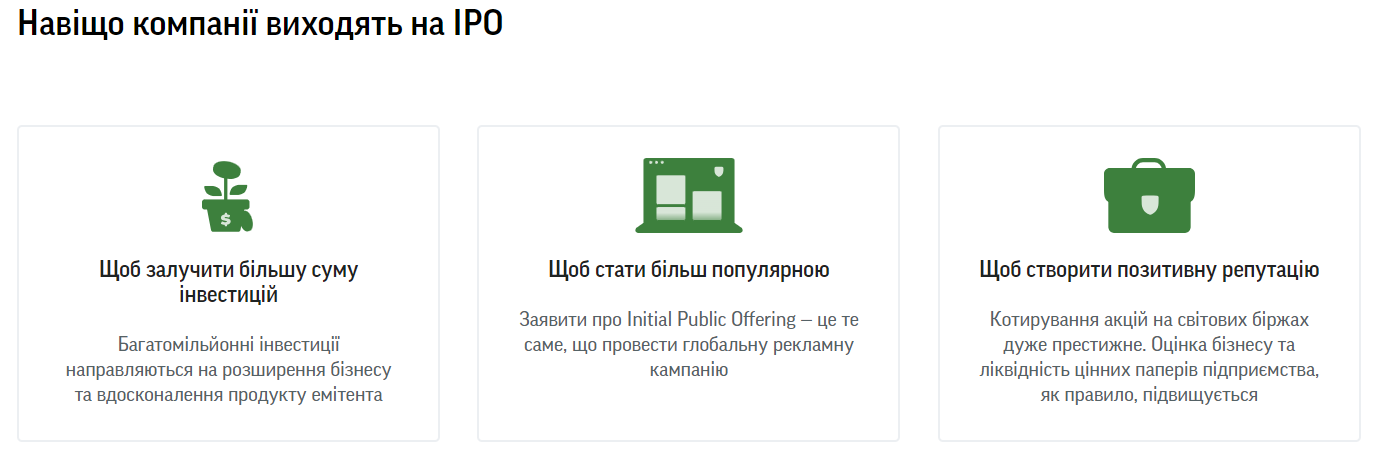 Навіщо компанії виходять на IPO
$
Щоб залучити більшу суму
інвестицій
Багатомільйонні інвестиції
направляються на розширення бізнесу
та вдосконалення продукту емітента
Щоб стати більш популярною
Заявити про Initial Public Offering — це те
саме, що провести глобальну рекламну
кампанію
Щоб створити позитивну репутацію
Котирування акцій на світових біржах
дуже престижне. Оцінка бізнесу та
ліквідність цінних паперів підприємства,
як правило, підвищується